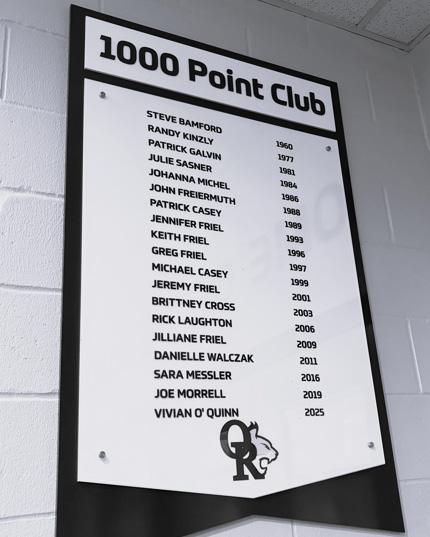 1000 Point Club
STEVE BAMFORD 1960
RANDY KINZLY 1977
PATRICK GALVIN 1981
JULIE SASNER 1984
JOHANNA MICHEL 1986
JOHN FREIERMUTH 1988
PATRICK CASEY 1989
JENNIFER FRIEL 1993
KEITH FRIEL 1996
GREG FRIEL 1997
MICHAEL CASEY 1999
JEREMY FRIEL 2001
BRITTNEY CROSS 2003
RICK LAUGHTON 2006
JILLIANE FRIEL 2009
DANIELLE WALCZAK 2011
SARA MESSLER 2016
JOE MORRELL 2019
VIVIAN O' QUINN 2025
OR